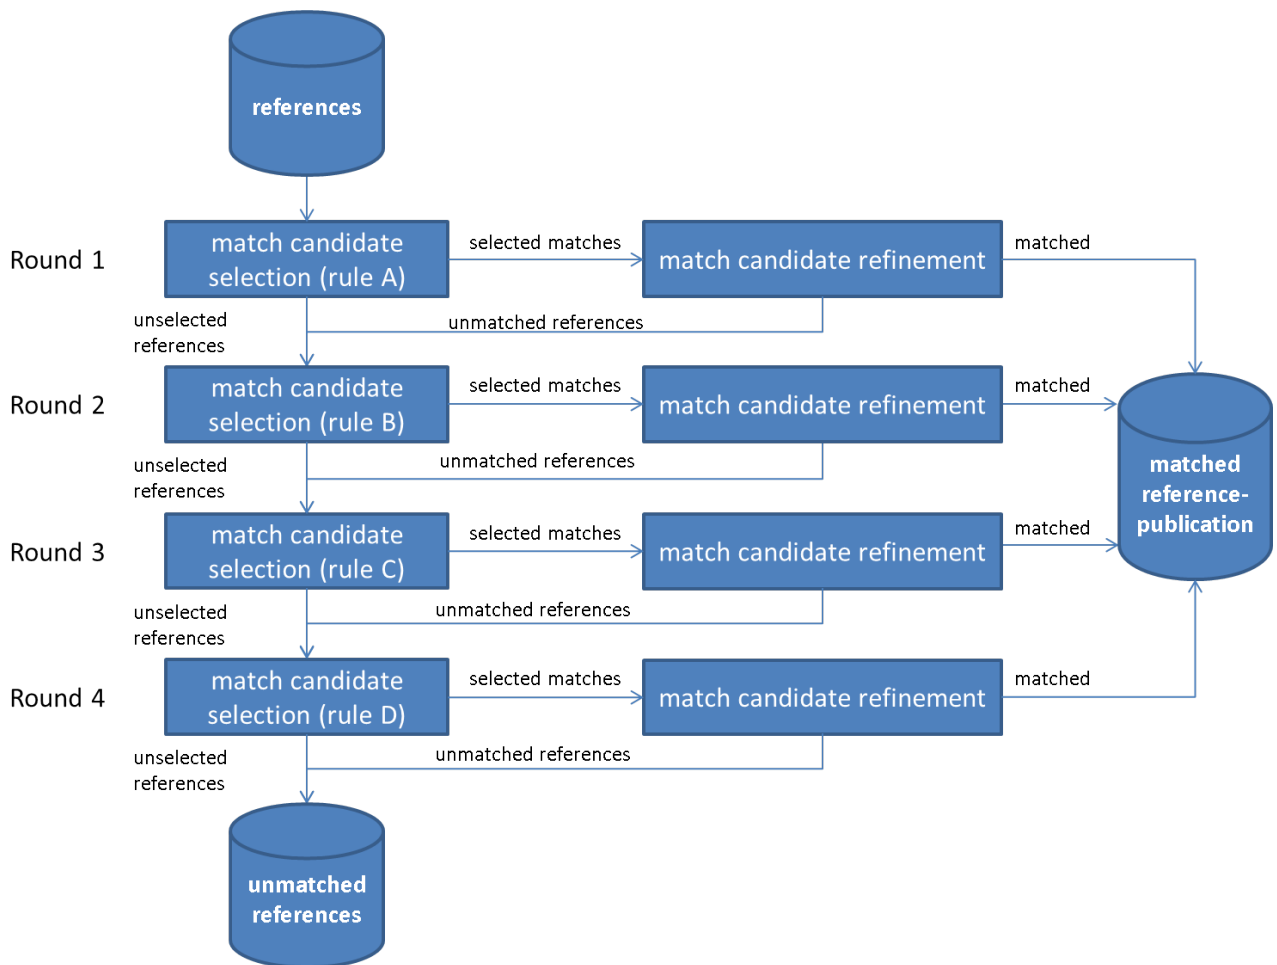 references
Round 1
match candidate
selection (rule A)
selected matches
match candidate refinement
matched
unselected
references
unmatched references
Round 2
match candidate
selection (rule B)
selected matches
match candidate refinement
matched
unselected
references
unmatched references
matched
reference-
publication
Round 3
match candidate
selection (rule C)
selected matches
match candidate refinement
matched
unselected
references
unmatched references
Round 4
match candidate
selection (rule D)
selected matches
match candidate refinement
matched
unselected
references
unmatched references
unmatched
references